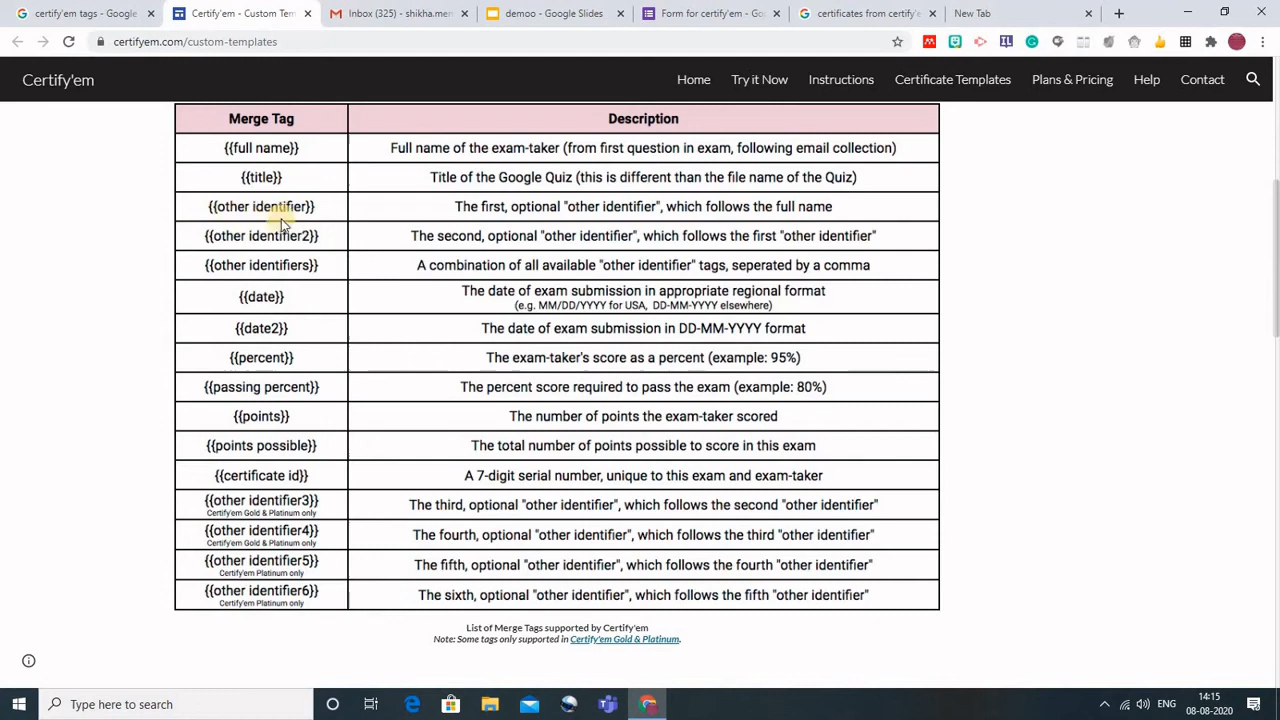 certify'em tags - Google
Certify'em - Custom Tem
Inbox (325) - shikha.men
demoo - Google Slides
Form for certify'em - Goo
certificates from certify'e
New Tab
certifyem.com/custom-templates
Certify'em
Home
Try it Now
Instructions
Certificate Templates
Plans & Pricing
Help
Contact
Merge Tag
Description
{{full name}}
Full name of the exam-taker (from first question in exam, following email collection)
{{title}}
Title of the Google Quiz (this is different than the file name of the Quiz)
{{other identifier}}
The first, optional "other identifier", which follows the full name
{{other identifier2}}
The second, optional "other identifier", which follows the first "other identifier"
{{other identifiers}}
A combination of all available "other identifier" tags, seperated by a comma
{{date}}
The date of exam submission in appropriate regional format
(e.g. MM/DD/YYYY for USA, DD-MM-YYYY elsewhere)
{{date2}}
The date of exam submission in DD-MM-YYYY format
{{percent}}
The exam-taker's score as a percent (example: 95%)
{{passing percent}}
The percent score required to pass the exam (example: 80%)
{{points}}
The number of points the exam-taker scored
{{points possible}}
The total number of points possible to score in this exam
{{certificate id}}
A 7-digit serial number, unique to this exam and exam-taker
{{other identifier3}}
Certify'em Gold & Platinum only
The third, optional "other identifier", which follows the second "other identifier"
{{other identifier4}}
Certify'em Gold & Platinum only
The fourth, optional "other identifier", which follows the third "other identifier"
{{other identifier5}}
Certify'em Platinum only
The fifth, optional "other identifier", which follows the fourth "other identifier"
{{other identifier6}}
Certify'em Platinum only
The sixth, optional "other identifier", which follows the fifth "other identifier"
List of Merge Tags supported by Certify'em
Note: Some tags only supported in Certify'em Gold & Platinum.
Type here to search
ENG
14:15
08-08-2020